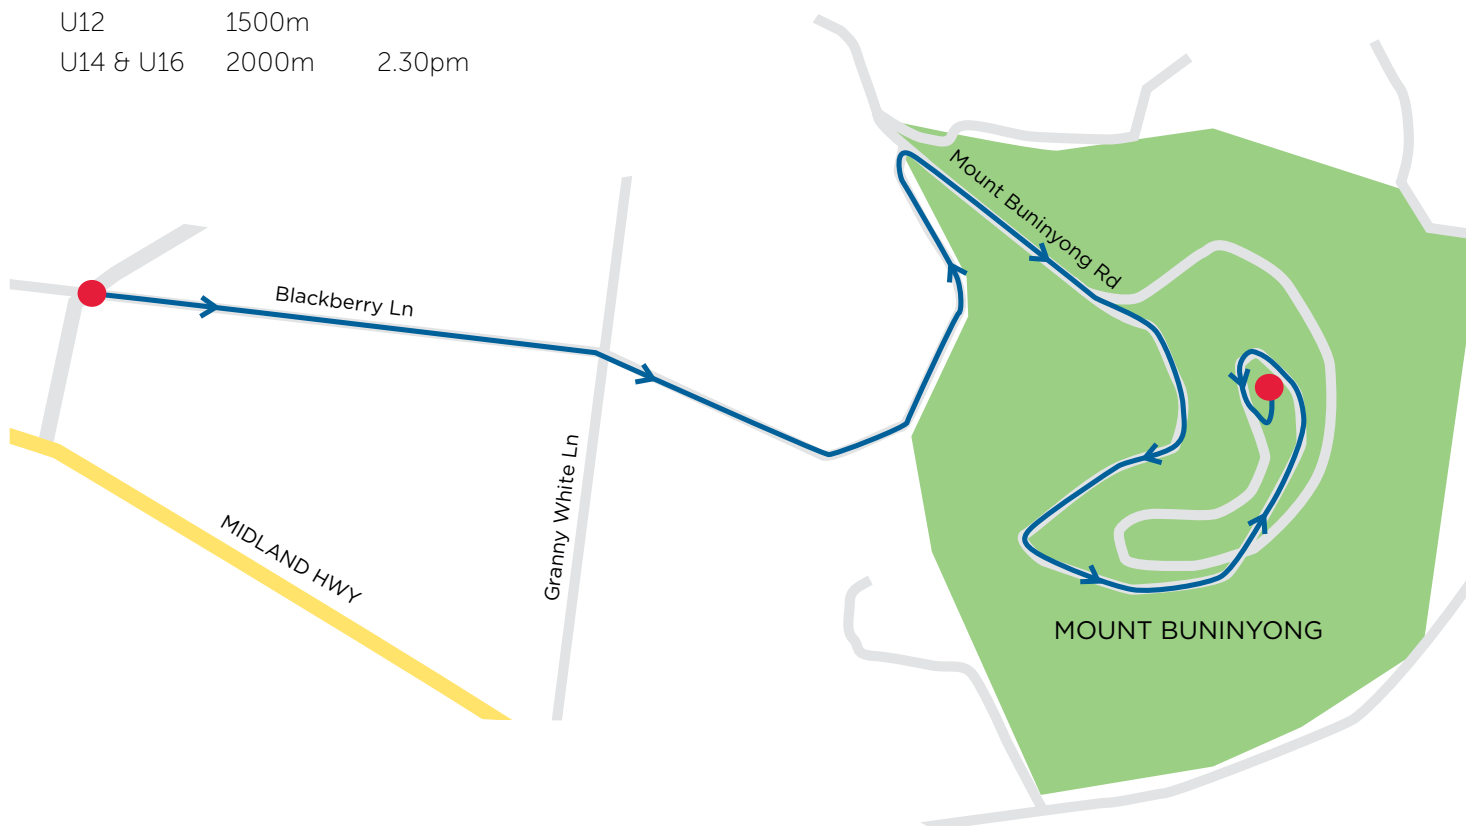 U12 1500m
U14 & U16 2000m 2.30pm
Mount Buninyong Rd
Blackberry Ln
Granny White Ln
MIDLAND HWY
MOUNT BUNINYONG